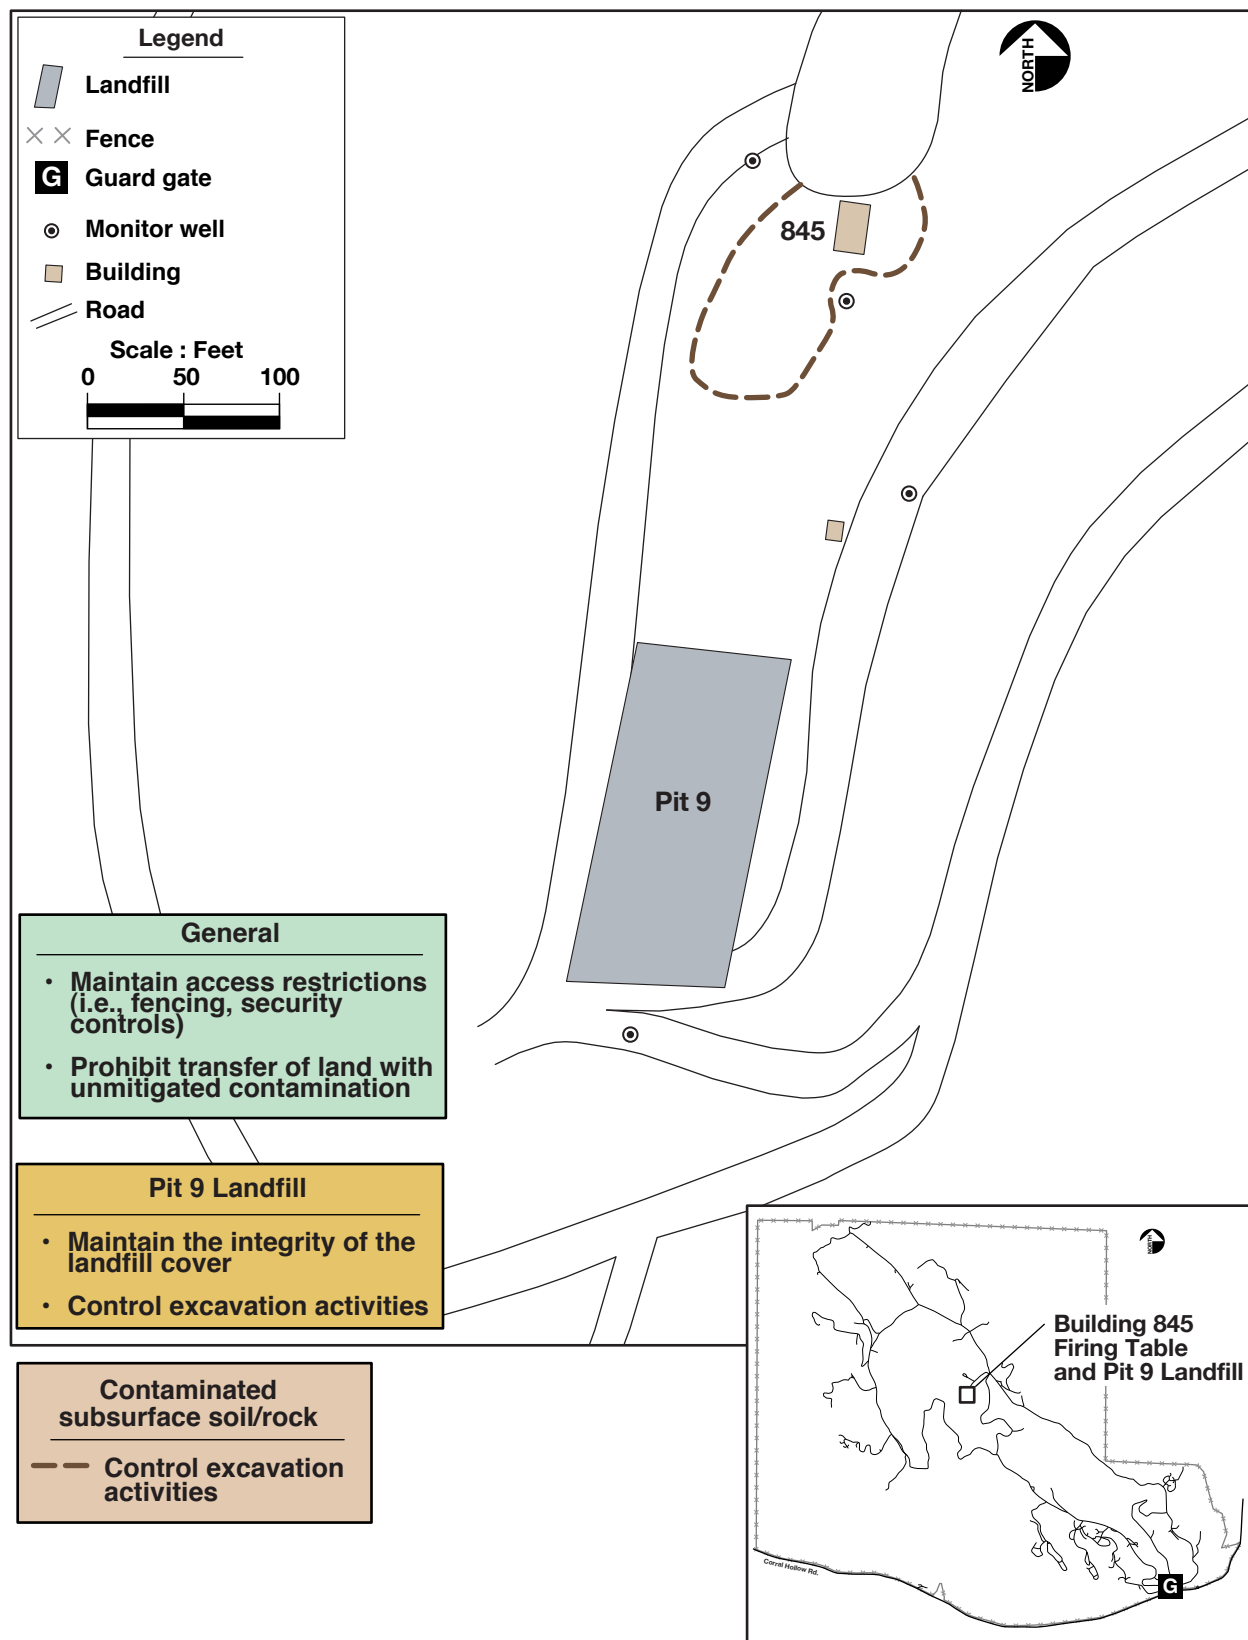 Legend
Landfill
Fence
G Guard gate
Monitor well
Building
Road
Scale : Feet
0 50 100
NORTH
845
Pit 9
General
• Maintain access restrictions
(i.e., fencing, security
controls)
• Prohibit transfer of land with
unmitigated contamination
Pit 9 Landfill
• Maintain the integrity of the
landfill cover
• Control excavation activities
Contaminated
subsurface soil/rock
Control excavation
activities
NORTH
Building 845
Firing Table
and Pit 9 Landfill
Corral Hollow Rd.
G